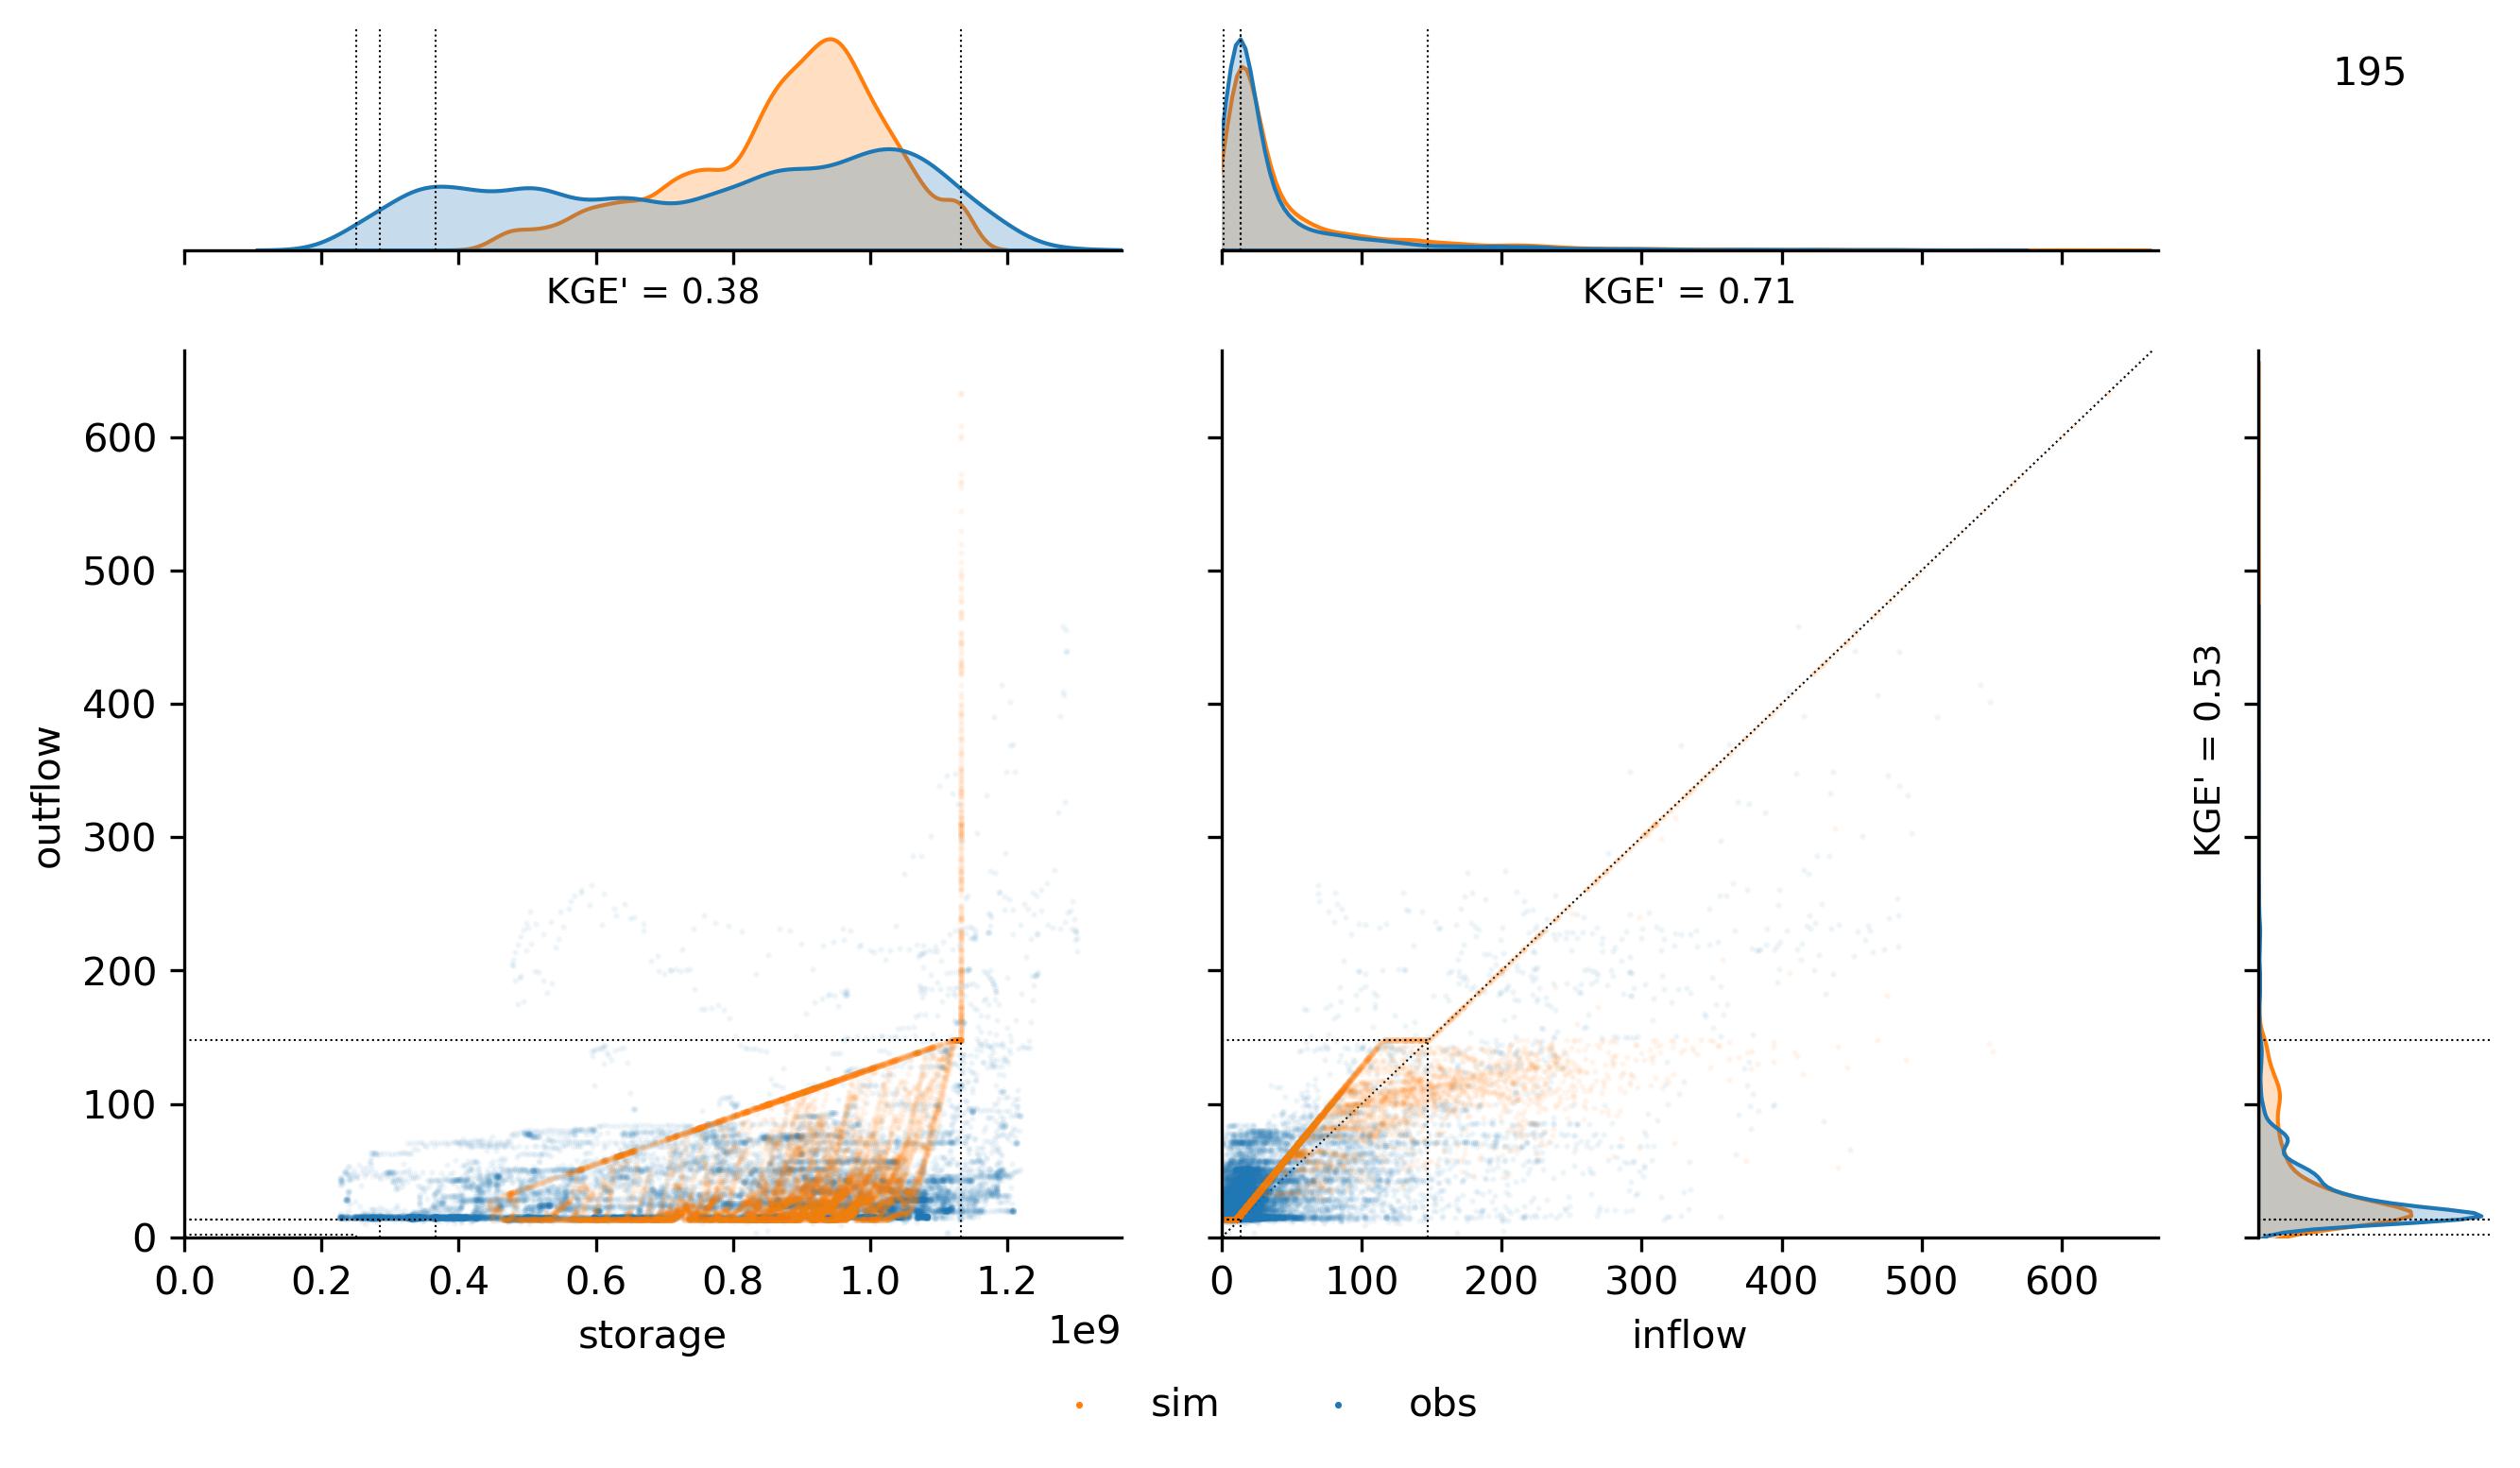 195
KGE' = 0.38
KGE' = 0.71
600
500
400
300
200
100
0
outflow
KGE' = 0.53
0.0 0.2 0.4 0.6 0.8 1.0 1.2
0 100 200 300 400 500 600
storage
1e9
inflow
sim obs